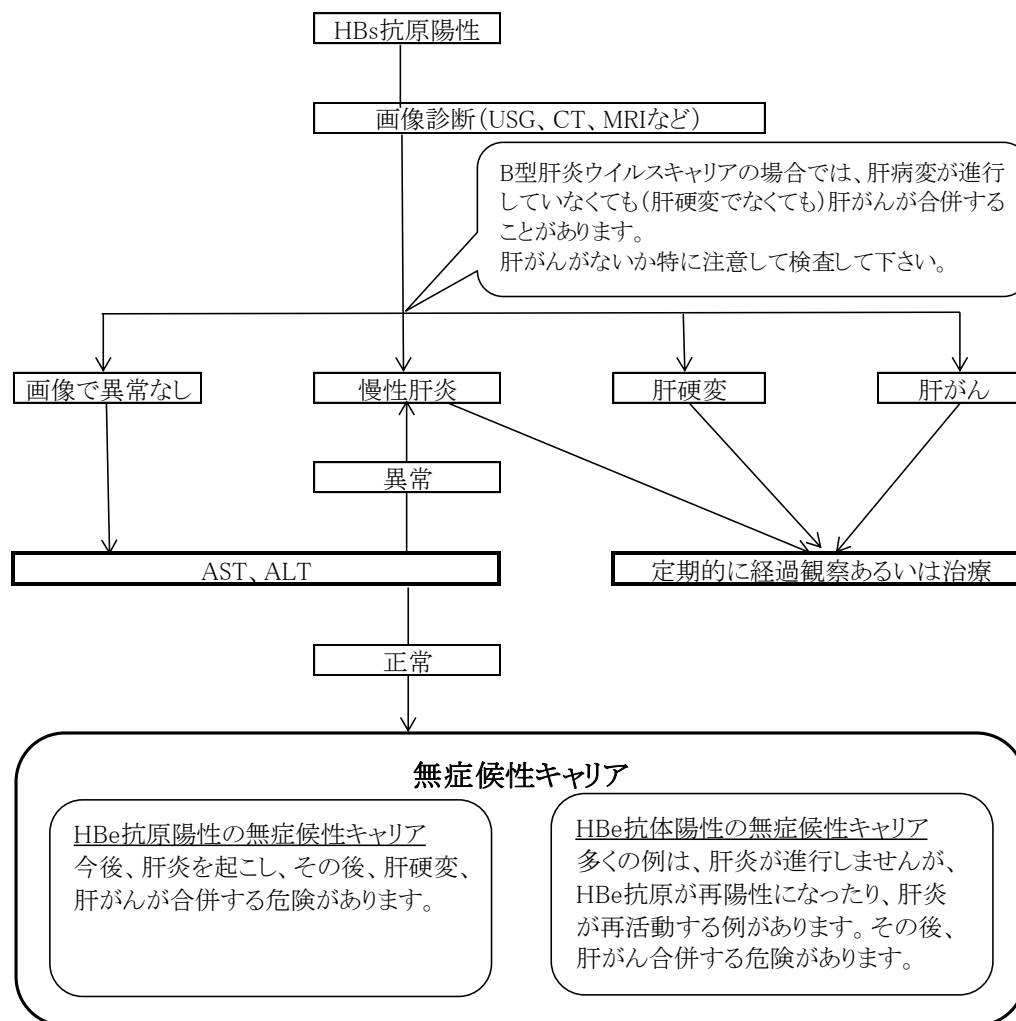 HBs抗原陽性
画像診断(USG、CT、MRIなど)
B型肝炎ウイルスキャリアの場合では、肝病変が進行
していなくても(肝硬変でなくても)肝がんが合併する
ことがあります。
肝がんがないか特に注意して検査して下さい。
画像で異常なし
慢性肝炎
肝硬変
肝がん
異常
AST、ALT
定期的に経過観察あるいは治療
正常
無症候性キャリア
HBe抗原陽性の無症候性キャリア
今後、肝炎を起こし、その後、肝硬変、
肝がんが合併する危険があります。
HBe抗体陽性の無症候性キャリア
多くの例は、肝炎が進行しませんが、
HBe抗原が再陽性になったり、肝炎
が再活動する例があります。その後、
肝がん合併する危険があります。